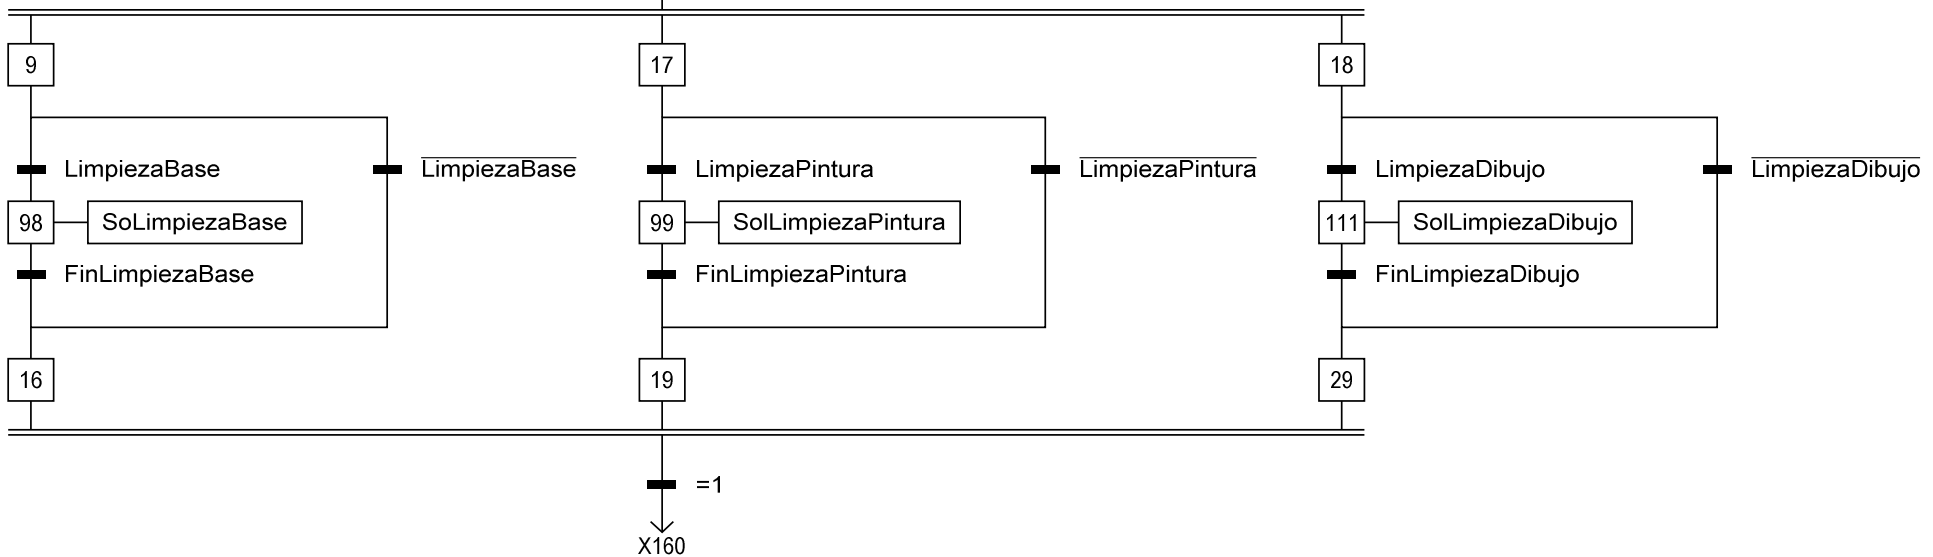 9 17 18
LimpiezaBase LimpiezaBase LimpiezaPintura LimpiezaPintura LimpiezaDibujo LimpiezaDibujo
98 SoLimpiezaBase 99 SolLimpiezaPintura 111 SolLimpiezaDibujo
FinLimpiezaBase FinLimpiezaPintura FinLimpiezaDibujo
16 19 29
=1
X160